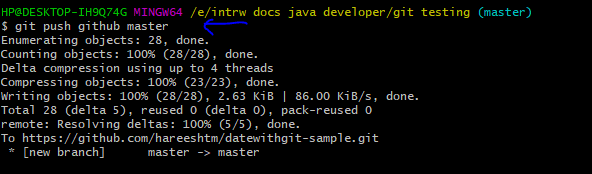 HP@DESKTOP-IH9Q74G MINGW64 /e/intrw docs java developer/git testing (master)
$ git push github master
Enumerating objects: 28, done.
Counting objects: 100% (28/28), done.
Delta compression using up to 4 threads
Compressing objects: 100% (23/23), done.
Writing objects: 100% (28/28), 2.63 KiB | 86.00 KiB/s, done.
Total 28 (delta 5), reused 0 (delta 0), pack-reused 0
remote: Resolving deltas: 100% (5/5), done.
To https://github.com/hareeshtm/datewithgit-sample.git
 * [new branch]      master -> master